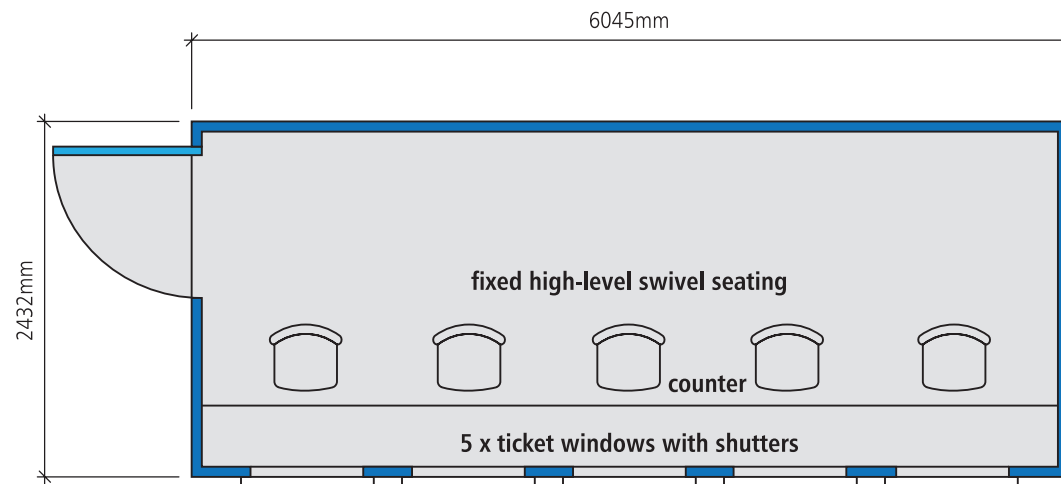 6045mm
2432mm
fixed high-level swivel seating
counter
5 x ticket windows with shutters